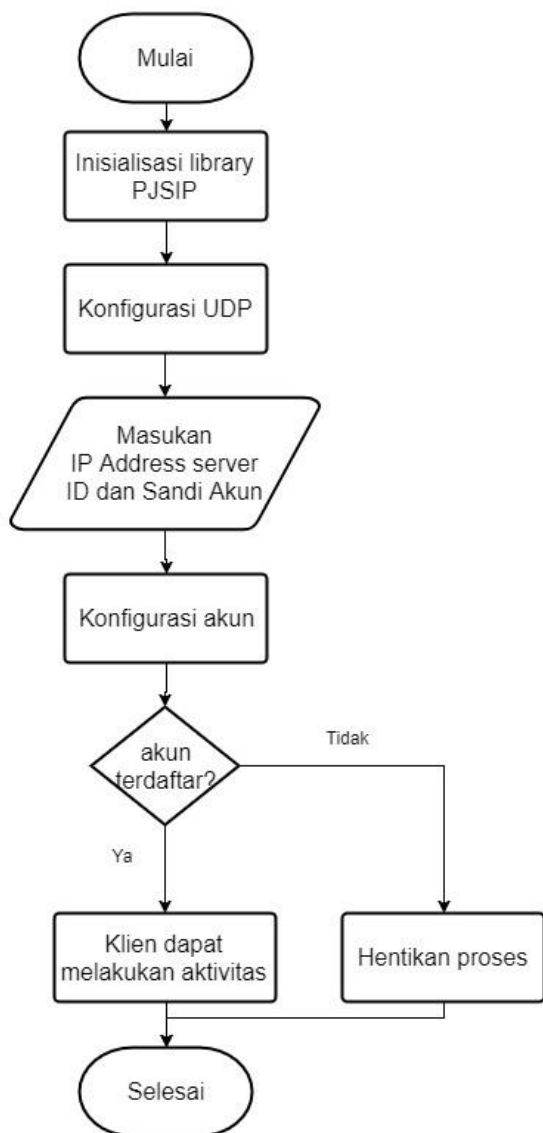 Mulai
Inisialisasi library
PJSIP
Konfigurasi UDP
Masukan
IP Address server
ID dan Sandi Akun
Konfigurasi akun
akun
terdaftar?
Tidak
Ya
Klien dapat
melakukan aktivitas
Hentikan proses
Selesai